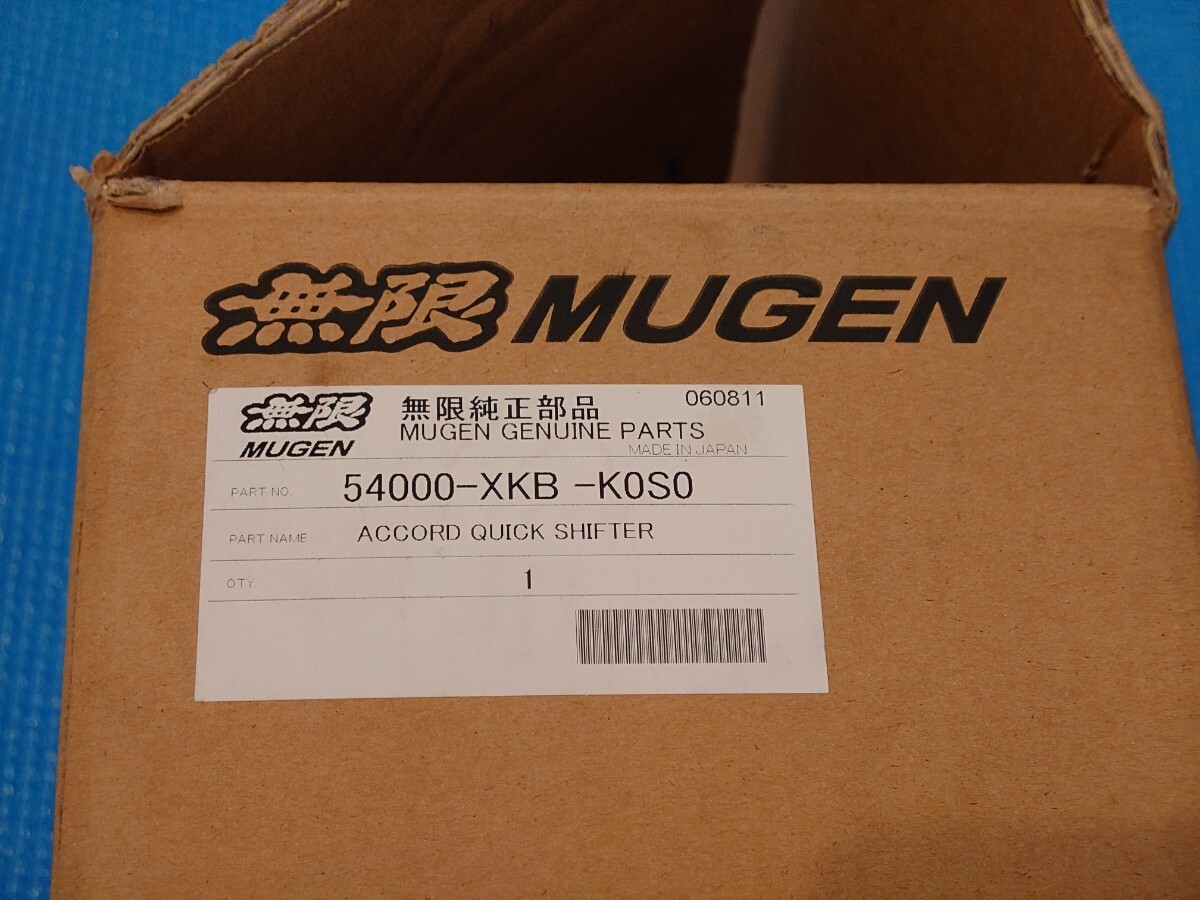 無限 MUGEN
無限 無限純正部品 060811
MUGEN MUGEN GENUINE PARTS
MADE IN JAPAN
PART NO. 54000-XKB -K0S0
PART NAME ACCORD QUICK SHIFTER
QTY 1